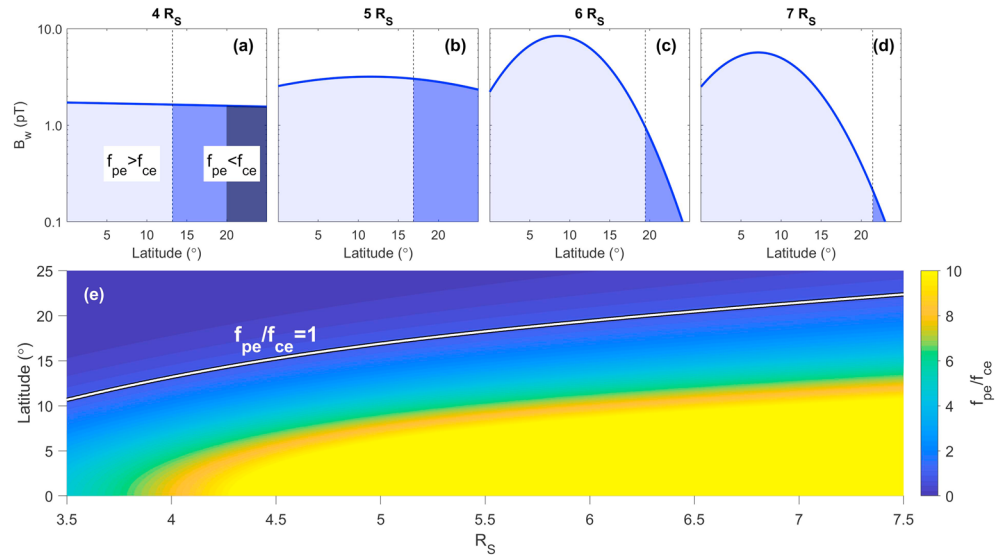 4 R_S
5 R_S
6 R_S
7 R_S
(a)
(b)
(c)
(d)
10.0
1.0
0.1
B_w (pT)
f_pe>f_ce
f_pe<f_ce
5 10 15 20
5 10 15 20
5 10 15 20
5 10 15 20
Latitude (°)
Latitude (°)
Latitude (°)
Latitude (°)
(e)
f_pe/f_ce=1
25
20
15
10
5
0
Latitude (°)
3.5 4 4.5 5 5.5 6 6.5 7 7.5
R_S
10
8
6
4
2
0
f_pe/f_ce